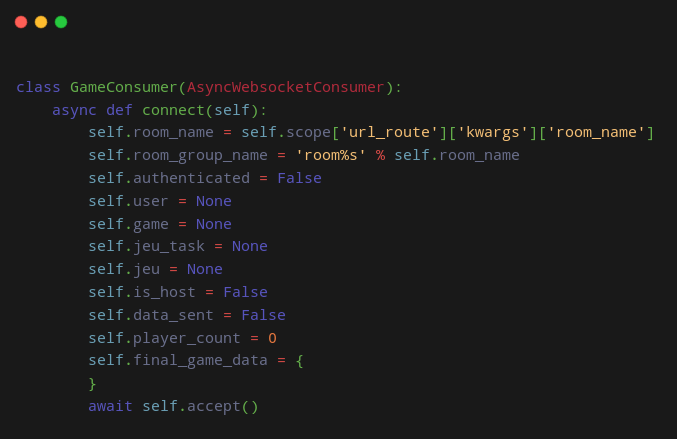 class GameConsumer(AsyncWebsocketConsumer):
    async def connect(self):
        self.room_name = self.scope['url_route']['kwargs']['room_name']
        self.room_group_name = 'room%s' % self.room_name
        self.authenticated = False
        self.user = None
        self.game = None
        self.jeu_task = None
        self.jeu = None
        self.is_host = False
        self.data_sent = False
        self.player_count = 0
        self.final_game_data = {
        }
        await self.accept()